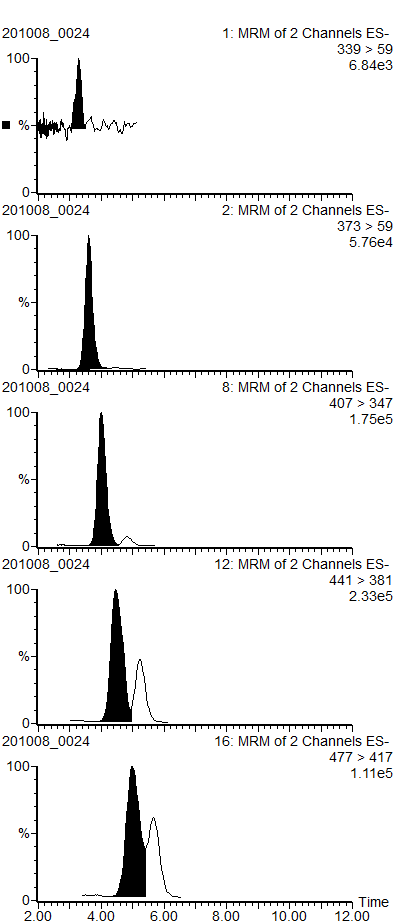 201008_0024 1: MRM of 2 Channels ES-
339 > 59
6.84e3
100
%
0
201008_0024 2: MRM of 2 Channels ES-
373 > 59
5.76e4
100
%
0
201008_0024 8: MRM of 2 Channels ES-
407 > 347
1.75e5
100
%
0
201008_0024 12: MRM of 2 Channels ES-
441 > 381
2.33e5
100
%
0
201008_0024 16: MRM of 2 Channels ES-
477 > 417
1.11e5
100
%
0
Time
2.00 4.00 6.00 8.00 10.00 12.00